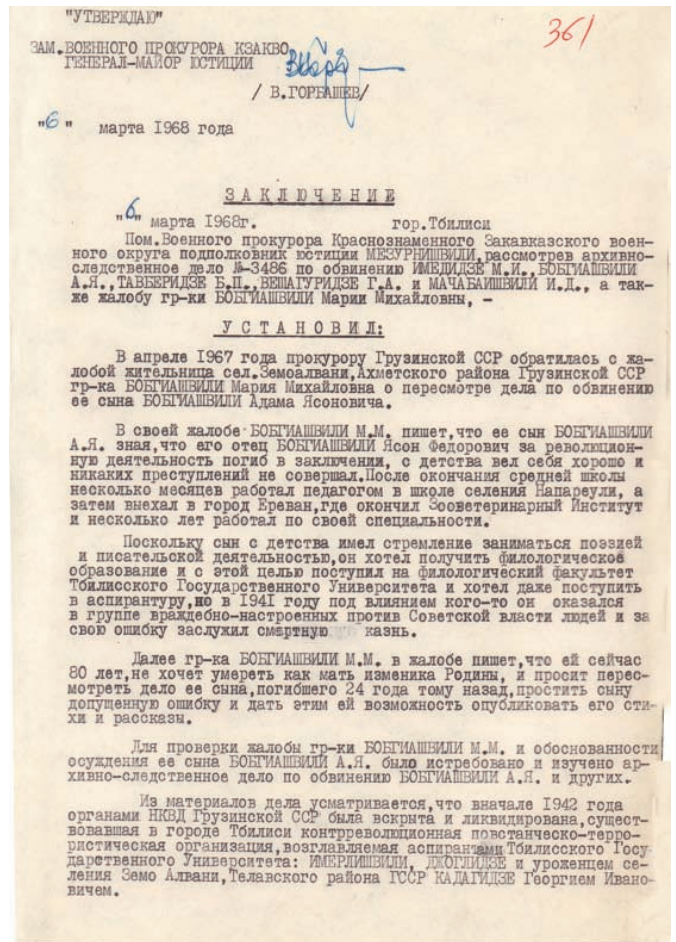 "УТВЕРЖДАЮ"
361
ЗАМ.ВОЕННОГО ПРОКУРОРА КЗАКВО
ГЕНЕРАЛ-МАЙОР ЮСТИЦИИ
/ В.ГОРБАШЕВ/
"6" марта 1968 года
ЗАКЛЮЧЕНИЕ
"6" марта 1968г. гор.Тбилиси
Пом.Военного прокурора Краснознаменного Закавказского воен-
ного округа подполковник юстиции МЕЗУРНИШВИЛИ,рассмотрев архивно-
следственное дело №-3486 по обвинению ИМЕДИДЗЕ М.И.,БОБГИАШВИЛИ
А.Я.,ТАВБЕРИДЗЕ Б.П.,ВЕШАГУРИДЗЕ Г.А. и МАЧАБАИШВИЛИ И.Д., а так-
же жалобу гр-ки БОБГИАШВИЛИ Марии Михайловны, -
УСТАНОВИЛ:
В апреле 1967 года прокурору Грузинской ССР обратилась с жа-
лобой жительница сел.Земоалвани,Ахметского района Грузинской ССР
гр-ка БОБГИАШВИЛИ Мария Михайловна о пересмотре дела по обвинению
ее сына БОБГИАШВИЛИ Адама Ясоновича.
В своей жалобе БОБГИАШВИЛИ М.М. пишет,что ее сын БОБГИАШВИЛИ
А.Я. зная,что его отец БОБГИАШВИЛИ Ясон Федорович за революцион-
ную деятельность погиб в заключении, с детства вел себя хорошо и
никаких преступлений не совершал.После окончания средней школы
несколько месяцев работал педагогом в школе селения Напареули, а
затем выехал в город Ереван,где окончил Зооветеринарный Институт
и несколько лет работал по своей специальности.
Поскольку сын с детства имел стремление заниматься поэзией
и писательской деятельностью,он хотел получить филологическое
образование и с этой целью поступил на филологический факультет
Тбилисского Государственного Университета и хотел даже поступить
в аспирантуру,но в 1941 году под влиянием кого-то он оказался
в группе враждебно-настроенных против Советской власти людей и за
свою ошибку заслужил смертную казнь.
Далее гр-ка БОБГИАШВИЛИ М.М. в жалобе пишет,что ей сейчас
80 лет,не хочет умереть как мать изменика Родины, и просит перес-
мотреть дело ее сына,погибшего 24 года тому назад,простить сыну
допущенную ошибку и дать этим ей возможность опубликовать его сти-
хи и рассказы.
Для проверки жалобы гр-ки БОБГИАШВИЛИ М.М. и обоснованности
осуждения ее сына БОБГИАШВИЛИ А.Я. было истребовано и изучено ар-
хивно-следственное дело по обвинению БОБГИАШВИЛИ А.Я. и других.
Из материалов дела усматривается,что вначале 1942 года
органами НКВД Грузинской ССР была вскрыта и ликвидирована,сущест-
вовавшая в городе Тбилиси контрреволюционная повстанческо-терро-
ристическая организация,возглавляемая аспирантами Тбилисского Госу-
дарственного Университета: ИМЕРЛИШВИЛИ, ДЖОГЛИДЗЕ и уроженцем се-
ления Земо Алвани,Телавского района ГССР КАДАГИДЗЕ Георгием Ивано-
вичем.